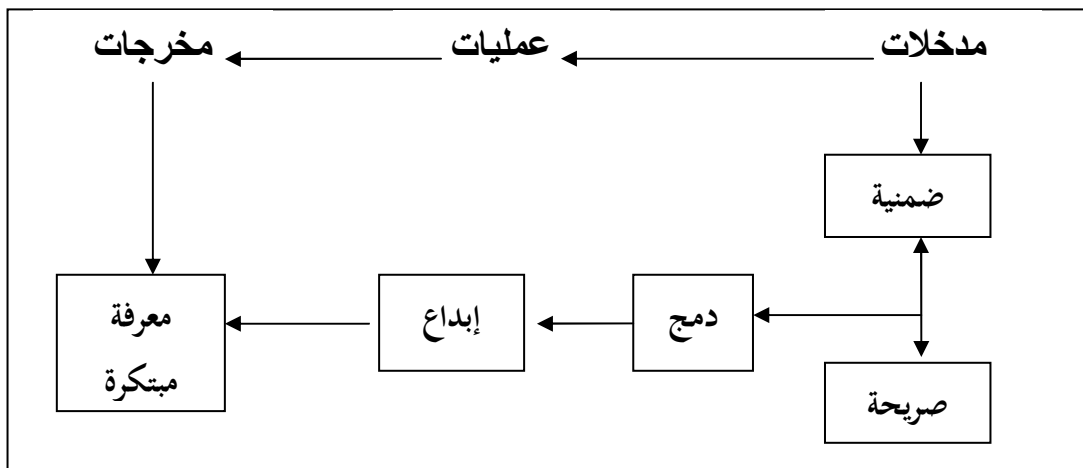 مدخلات
عمليات
مخرجات
ضمنية
صريحة
دمج
إبداع
معرفة
مبتكرة